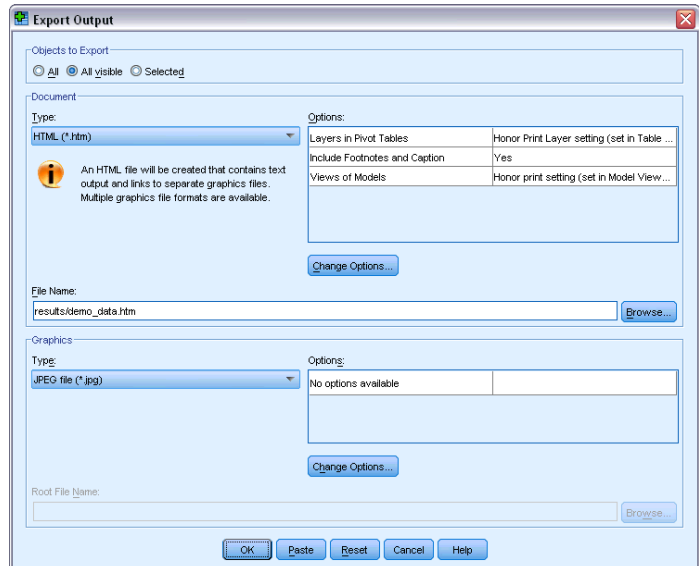 Export Output
Objects to Export
All All visible Selected
Document
Type:
HTML (*.htm)
An HTML file will be created that contains text
output and links to separate graphics files.
Multiple graphics file formats are available.
Options:
Layers in Pivot Tables Honor Print Layer setting (set in Table ...
Include Footnotes and Caption Yes
Views of Models Honor print setting (set in Model View...
Change Options...
File Name:
results/demo_data.htm Browse...
Graphics
Type:
JPEG file (*.jpg)
Options:
No options available
Change Options...
Root File Name:
Browse...
OK Paste Reset Cancel Help